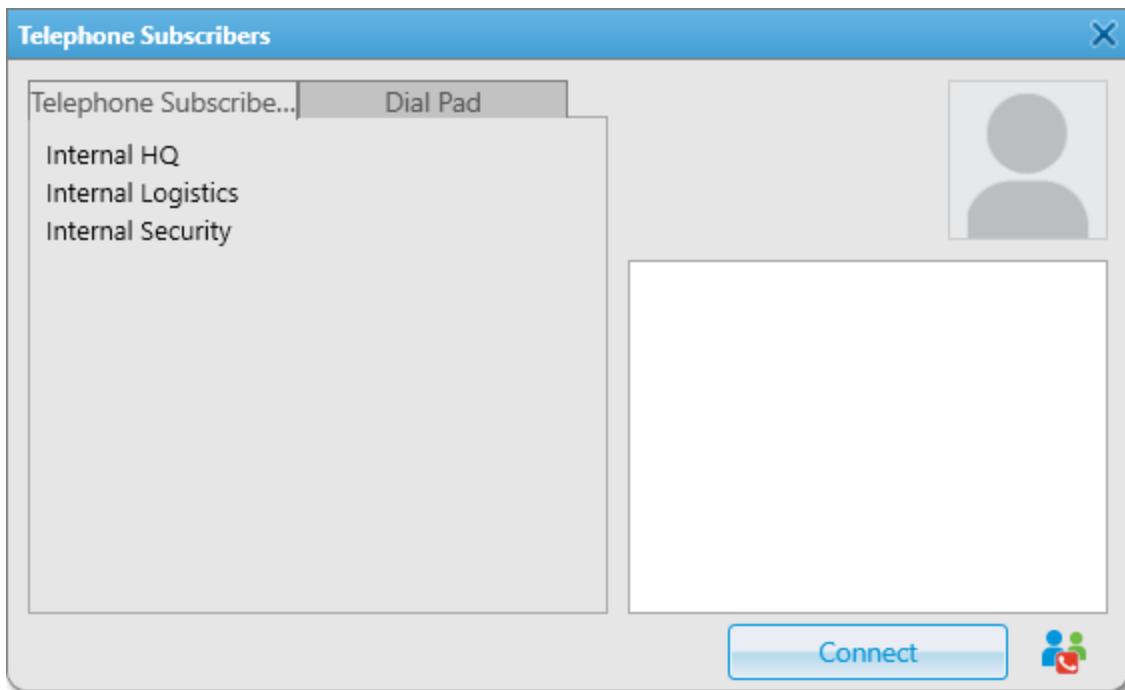 Telephone Subscribers
Telephone Subscribe...
Dial Pad
Internal HQ
Internal Logistics
Internal Security
Connect